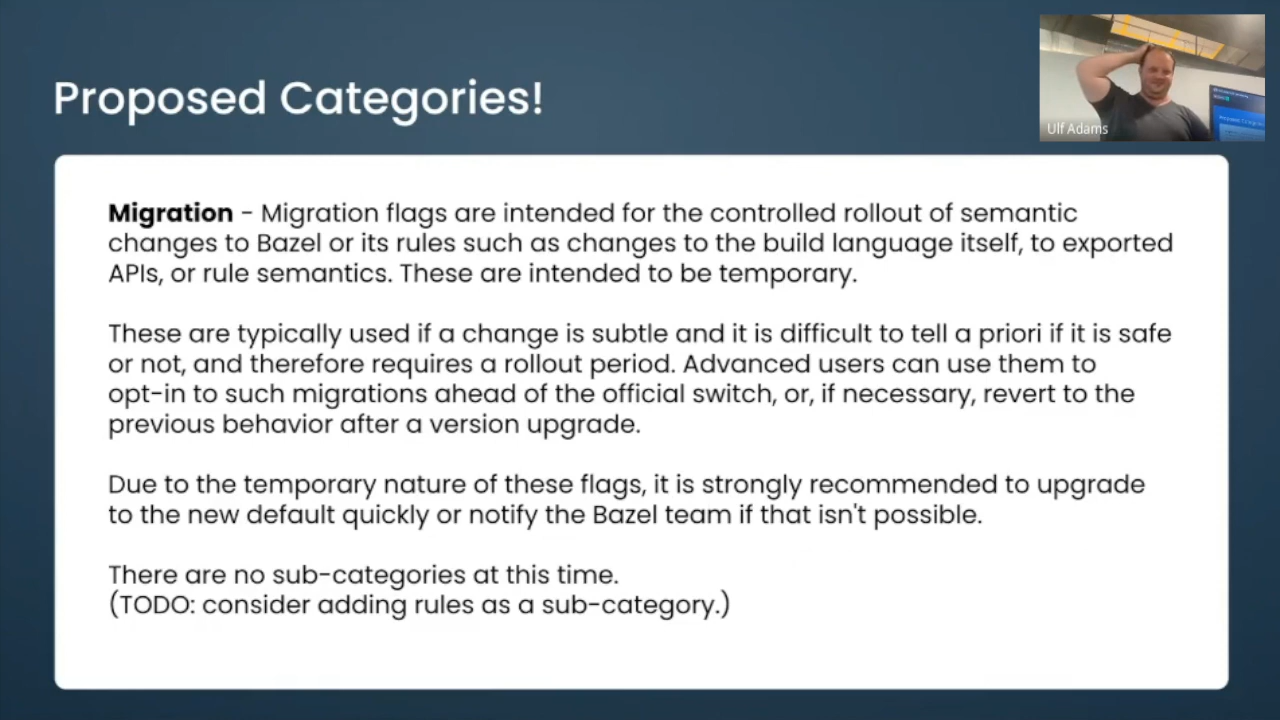 Proposed Categories!
Ulf Adams
Migration - Migration flags are intended for the controlled rollout of semantic
changes to Bazel or its rules such as changes to the build language itself, to exported
APIs, or rule semantics. These are intended to be temporary.
These are typically used if a change is subtle and it is difficult to tell a priori if it is safe
or not, and therefore requires a rollout period. Advanced users can use them to
opt-in to such migrations ahead of the official switch, or, if necessary, revert to the
previous behavior after a version upgrade.
Due to the temporary nature of these flags, it is strongly recommended to upgrade
to the new default quickly or notify the Bazel team if that isn't possible.
There are no sub-categories at this time.
(TODO: consider adding rules as a sub-category.)